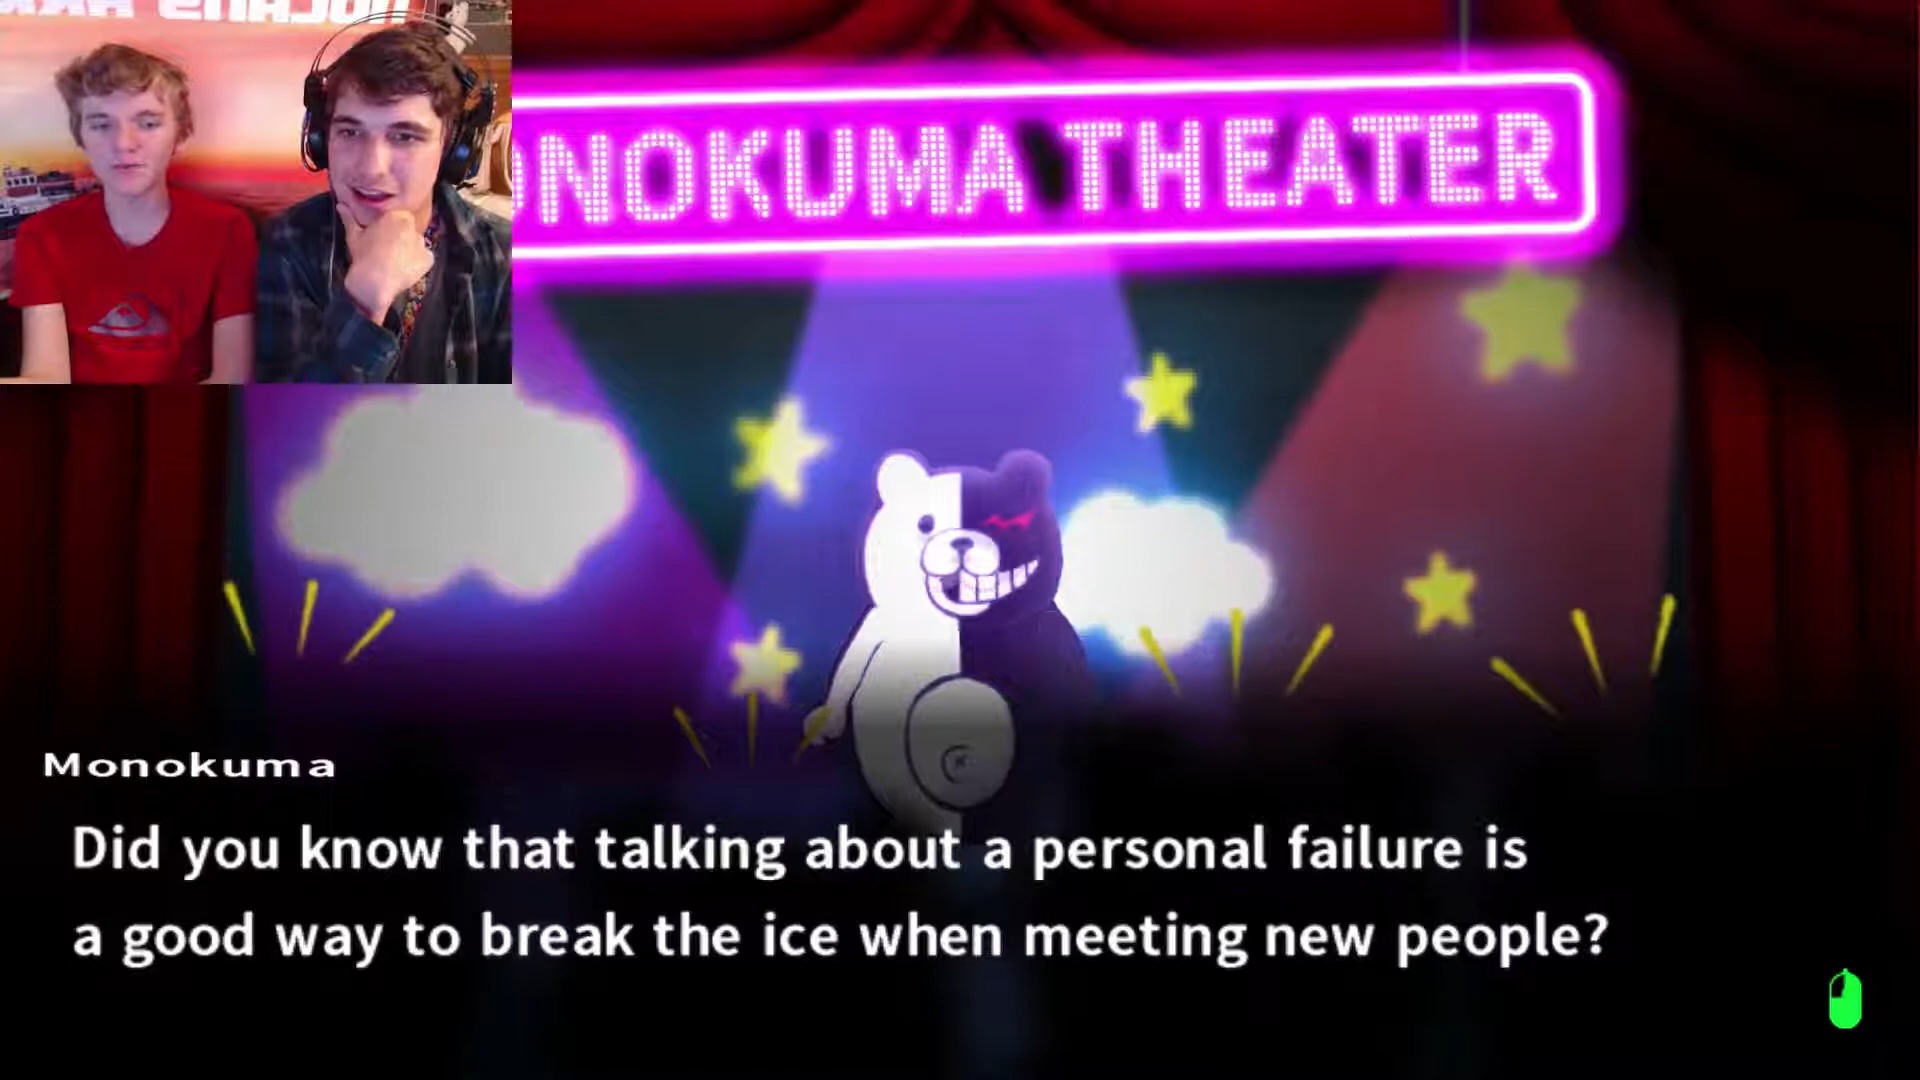 ONOKUMA THEATER
Monokuma
Did you know that talking about a personal failure is
a good way to break the ice when meeting new people?